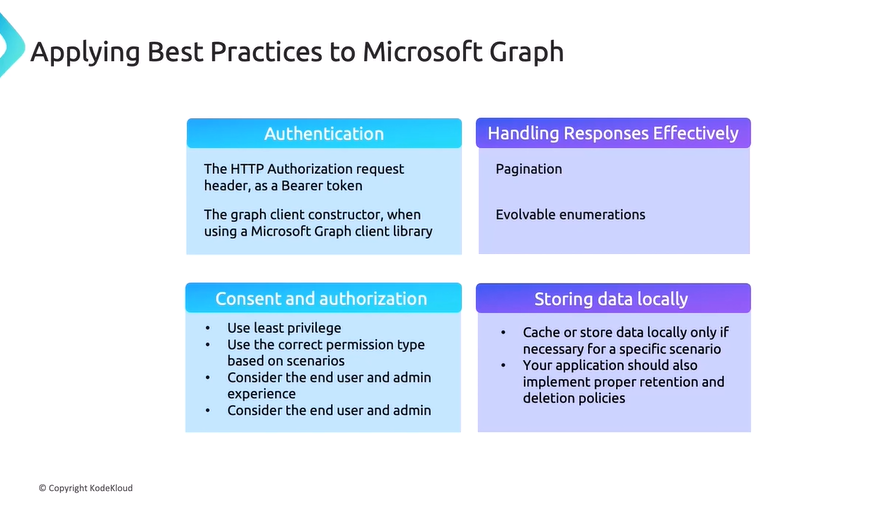 Applying Best Practices to Microsoft Graph
Authentication
The HTTP Authorization request
header, as a Bearer token
The graph client constructor, when
using a Microsoft Graph client library
Handling Responses Effectively
Pagination
Evolvable enumerations
Consent and authorization
• Use least privilege
• Use the correct permission type
based on scenarios
• Consider the end user and admin
experience
• Consider the end user and admin
Storing data locally
• Cache or store data locally only if
necessary for a specific scenario
• Your application should also
implement proper retention and
deletion policies
© Copyright KodeKloud